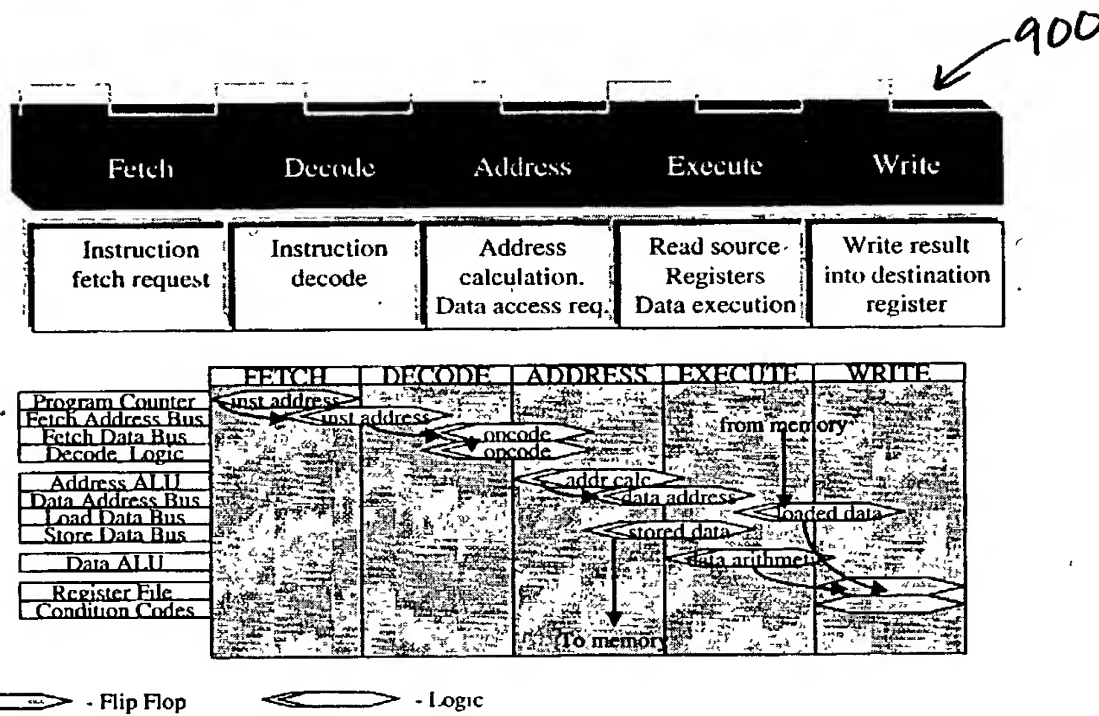 900
Fetch Decode Address Execute Write
Instruction
fetch request
Instruction
decode
Address
calculation.
Data access req.
Read source
Registers
Data execution
Write result
into destination
register
FETCH DECODE ADDRESS EXECUTE WRITE
Program Counter
Fetch Address Bus
Fetch Data Bus
Decode Logic
Address ALU
Data Address Bus
Load Data Bus
Store Data Bus
Data ALU
Register File
Condition Codes
inst address
inst address
opcode
opcode
from memory
addr calc
data address
loaded data
stored data
data arithmetic
To memory
- Flip Flop
- Logic